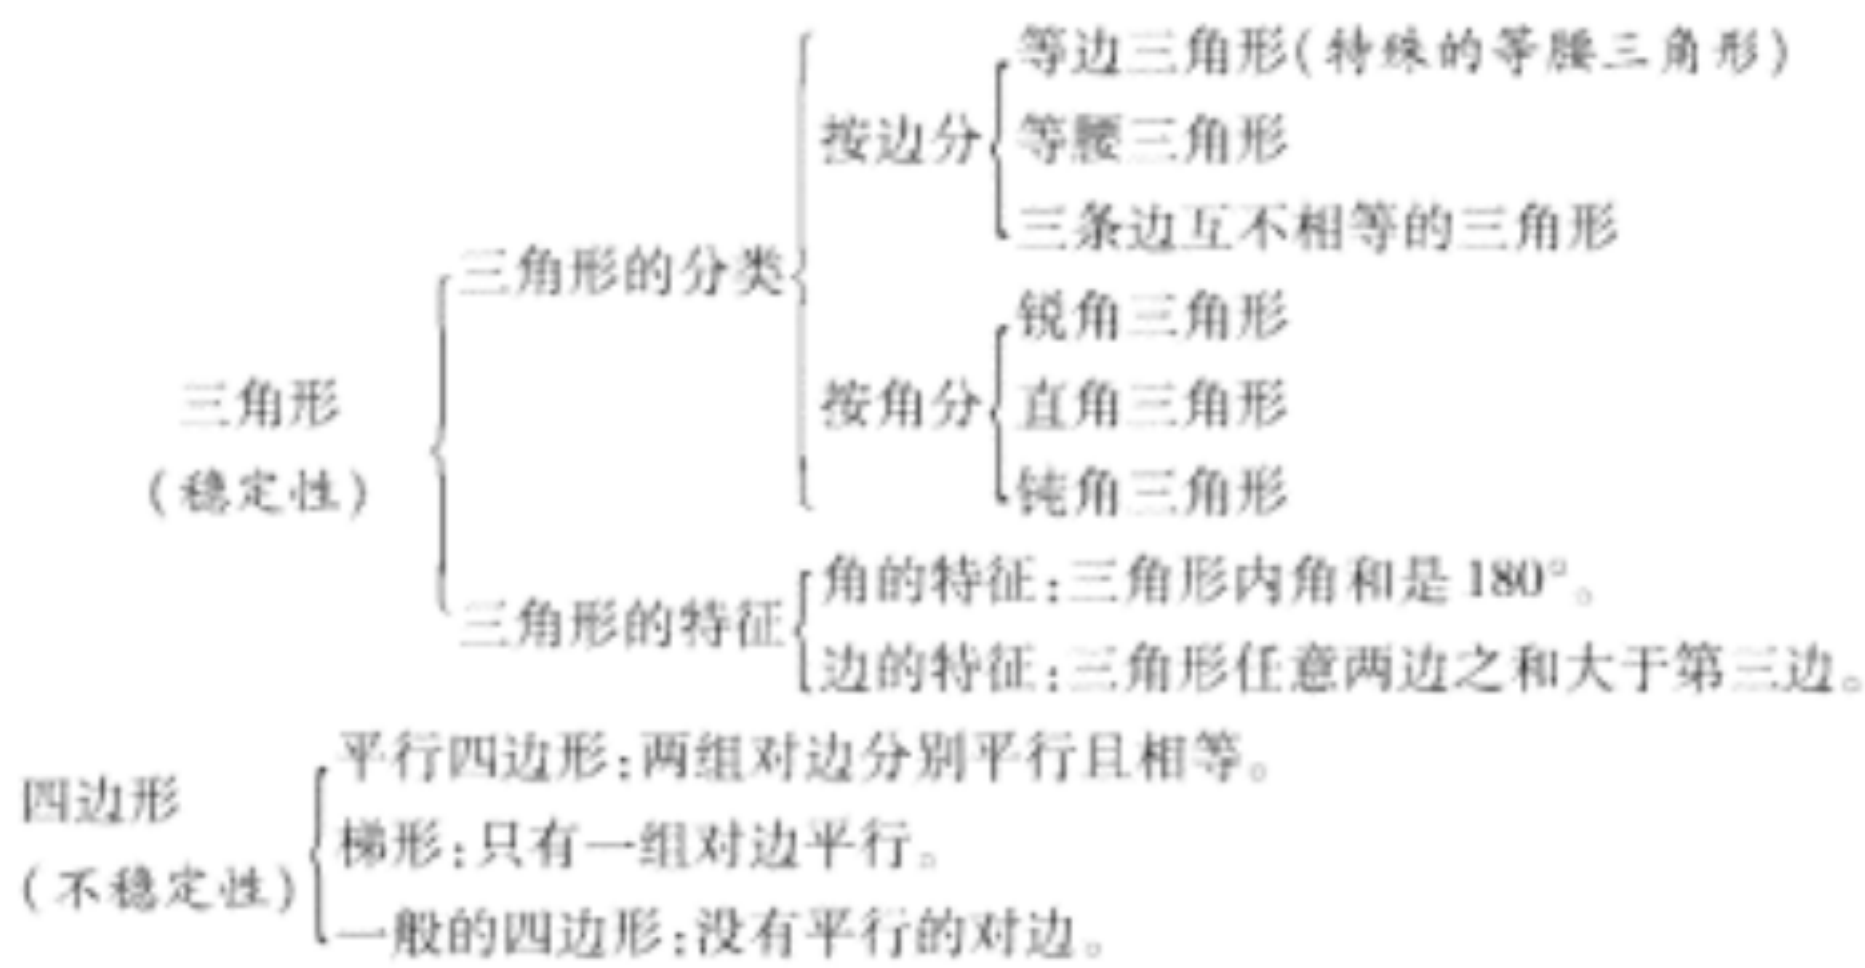 等边三角形(特殊的等腰三角形)
按边分
等腰三角形
三条边互不相等的三角形
三角形的分类
锐角三角形
三角形
按角分
直角三角形
(稳定性)
钝角三角形
角的特征:三角形内角和是180°。
三角形的特征
边的特征:三角形任意两边之和大于第三边。
平行四边形:两组对边分别平行且相等。
四边形
梯形:只有一组对边平行。
(不稳定性)
一般的四边形:没有平行的对边。